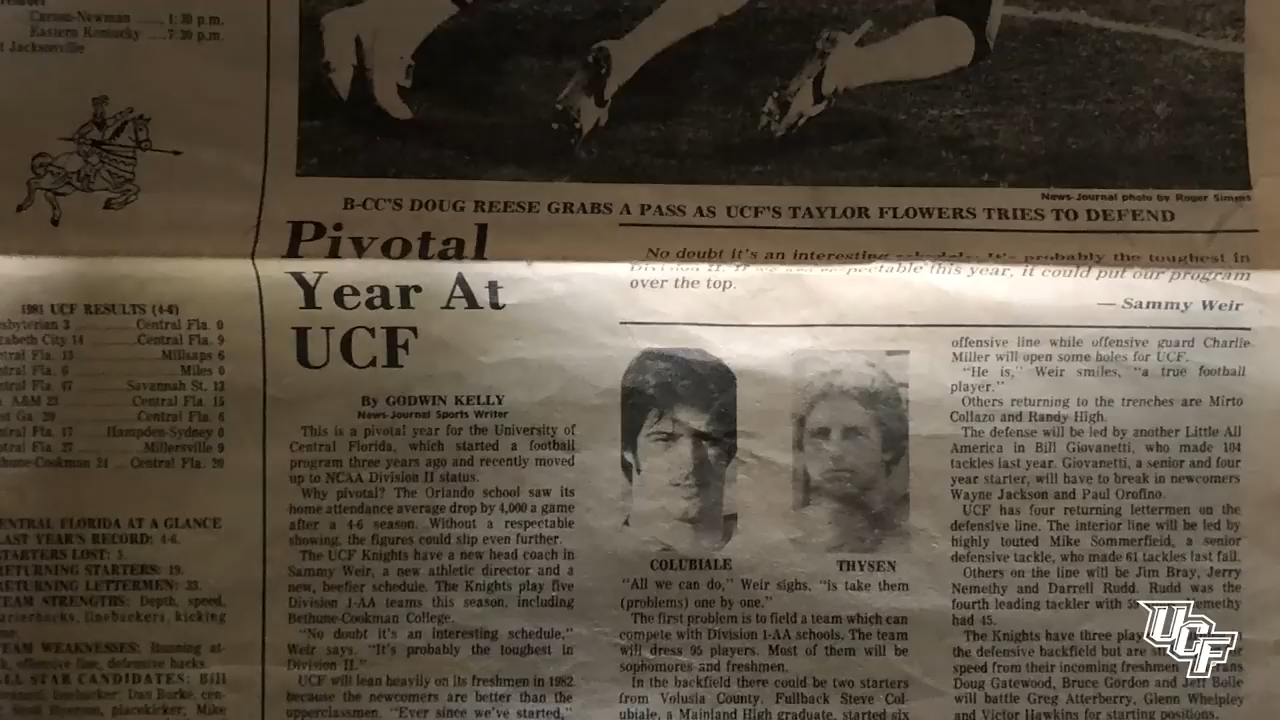 Carson-Newman ..... 1:30 p.m.
Eastern Kentucky .... 7:30 p.m.
Jacksonville
1981 UCF RESULTS (4-6)
sbyterian 3 ..... Central Fla. 0
zabeth City 14 ..... Central Fla. 9
ntral Fla. 13 ..... Millsaps 6
ntral Fla. 6 ..... Miles 0
ntral Fla. 47 ..... Savannah St. 13
A&M 23 ..... Central Fla. 15
st Ga. 20 ..... Central Fla. 6
ntral Fla. 17 .... Hampden-Sydney 0
ntral Fla. 27 ..... Millersville 9
hune-Cookman 24 ... Central Fla. 20
ENTRAL FLORIDA AT A GLANCE
LAST YEAR'S RECORD: 4-6.
STARTERS LOST: 5.
RETURNING STARTERS: 19.
RETURNING LETTERMEN: 33.
TEAM STRENGTHS: Depth, speed,
arterbacks, linebackers, kicking
TEAM WEAKNESSES: Running at-
k, offensive line, defensive backs.
ALL STAR CANDIDATES: Bill
linebacker; Dan Burke, cen-
placekicker; Mike
News-Journal photo by Roger Simms
B-CC'S DOUG REESE GRABS A PASS AS UCF'S TAYLOR FLOWERS TRIES TO DEFEND
Pivotal
Year At
UCF
By GODWIN KELLY
News-Journal Sports Writer
This is a pivotal year for the University of
Central Florida, which started a football
program three years ago and recently moved
up to NCAA Division II status.
Why pivotal? The Orlando school saw its
home attendance average drop by 4,000 a game
after a 4-6 season. Without a respectable
showing, the figures could slip even further.
The UCF Knights have a new head coach in
Sammy Weir, a new athletic director and a
new, beefier schedule. The Knights play five
Division 1-AA teams this season, including
Bethune-Cookman College.
"No doubt it's an interesting schedule,"
Weir says. "It's probably the toughest in
Division II."
UCF will lean heavily on its freshmen in 1982
because the newcomers are better than the
upperclassmen. "Ever since we've started,"
No doubt it's an interesting schedule. It's probably the toughest in
Division II. If we are respectable this year, it could put our program
over the top.
— Sammy Weir
COLUBIALE
THYSEN
"All we can do," Weir sighs, "is take them
(problems) one by one."
The first problem is to field a team which can
compete with Division 1-AA schools. The team
will dress 95 players. Most of them will be
sophomores and freshmen.
In the backfield there could be two starters
from Volusia County. Fullback Steve Col-
ubiale, a Mainland High graduate, started six
offensive line while offensive guard Charlie
Miller will open some holes for UCF.
"He is," Weir smiles, "a true football
player."
Others returning to the trenches are Mirto
Collazo and Randy High.
The defense will be led by another Little All
America in Bill Giovanetti, who made 104
tackles last year. Giovanetti, a senior and four
year starter, will have to break in newcomers
Wayne Jackson and Paul Orofino.
UCF has four returning lettermen on the
defensive line. The interior line will be led by
highly touted Mike Sommerfield, a senior
defensive tackle, who made 61 tackles last fall.
Others on the line will be Jim Bray, Jerry
Nemethy and Darrell Rudd. Rudd was the
fourth leading tackler with 5 emethy
had 45.
The Knights have three play
the defensive backfield but are
speed from their incoming freshmen
Doug Gatewood, Bruce Gordon and Jeff Bolle
will battle Greg Atterberry, Glenn Whelpley
and Victor Hawkins for starting positions.
UCF